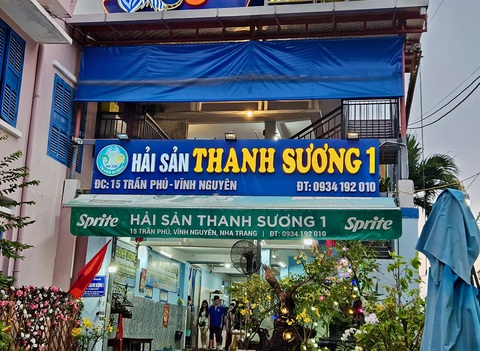 HẢI SẢN THANH SƯƠNG 1
ĐC: 15 TRẦN PHÚ-VĨNH NGUYÊN ĐT: 0934 192 010
Sprite HẢI SẢN THANH SƯƠNG 1 Sprite
15 TRẦN PHÚ, VĨNH NGUYÊN, NHA TRANG | ĐT: 0934 192 010